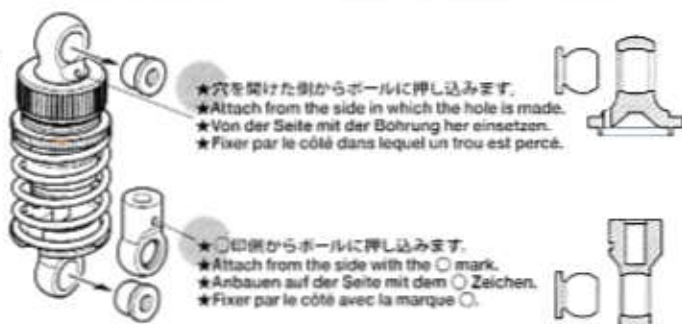 ★穴を開けた側からボールに押し込みます。
★Attach from the side in which the hole is made.
★Von der Seite mit der Bohrung her einsetzen.
★Fixer par le côté dans lequel un trou est percé.
★○印側からボールに押し込みます。
★Attach from the side with the ○ mark.
★Anbauen auf der Seite mit dem ○ Zeichen.
★Fixer par le côté avec la marque ○.